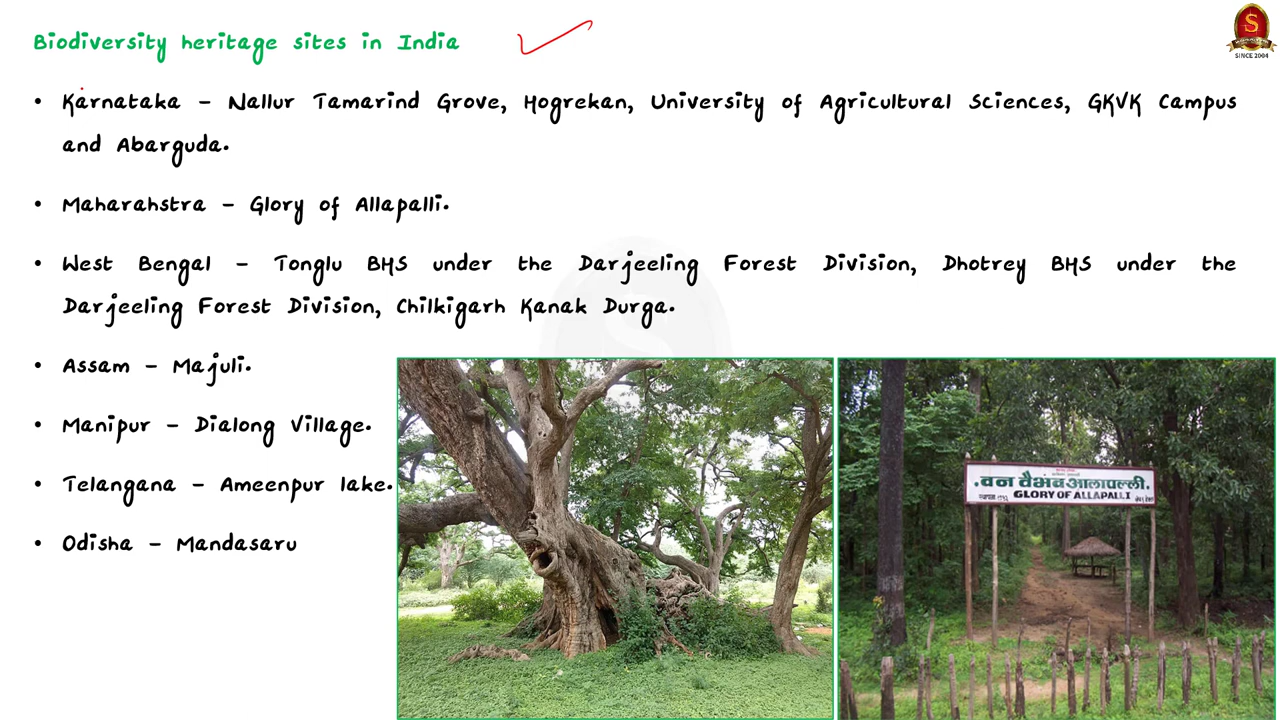 Biodiversity heritage sites in India
SINCE 2004
• Karnataka – Nallur Tamarind Grove, Hogrekan, University of Agricultural Sciences, GKVK Campus
and Abarguda.
• Maharahstra – Glory of Allapalli.
• West Bengal – Tonglu BHS under the Darjeeling Forest Division, Dhotrey BHS under the
Darjeeling Forest Division, Chilkigarh Kanak Durga.
• Assam – Majuli.
• Manipur – Dialong Village.
• Telangana – Ameenpur lake.
• Odisha – Mandasaru
वन वैभव आलापल्ली.
GLORY OF ALLAPALLI